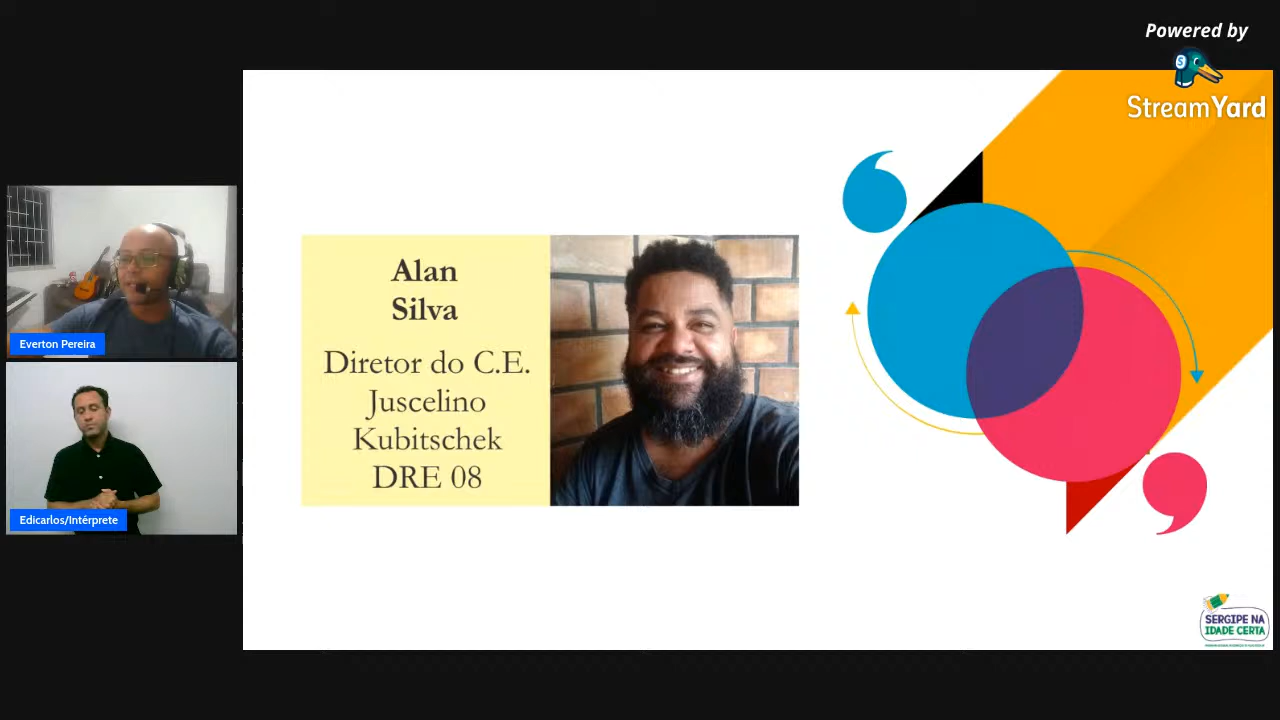 Powered by
StreamYard
Everton Pereira
Edicarlos/Intérprete
Alan
Silva
Diretor do C.E.
Juscelino
Kubitschek
DRE 08
SERGIPE NA
IDADE CERTA